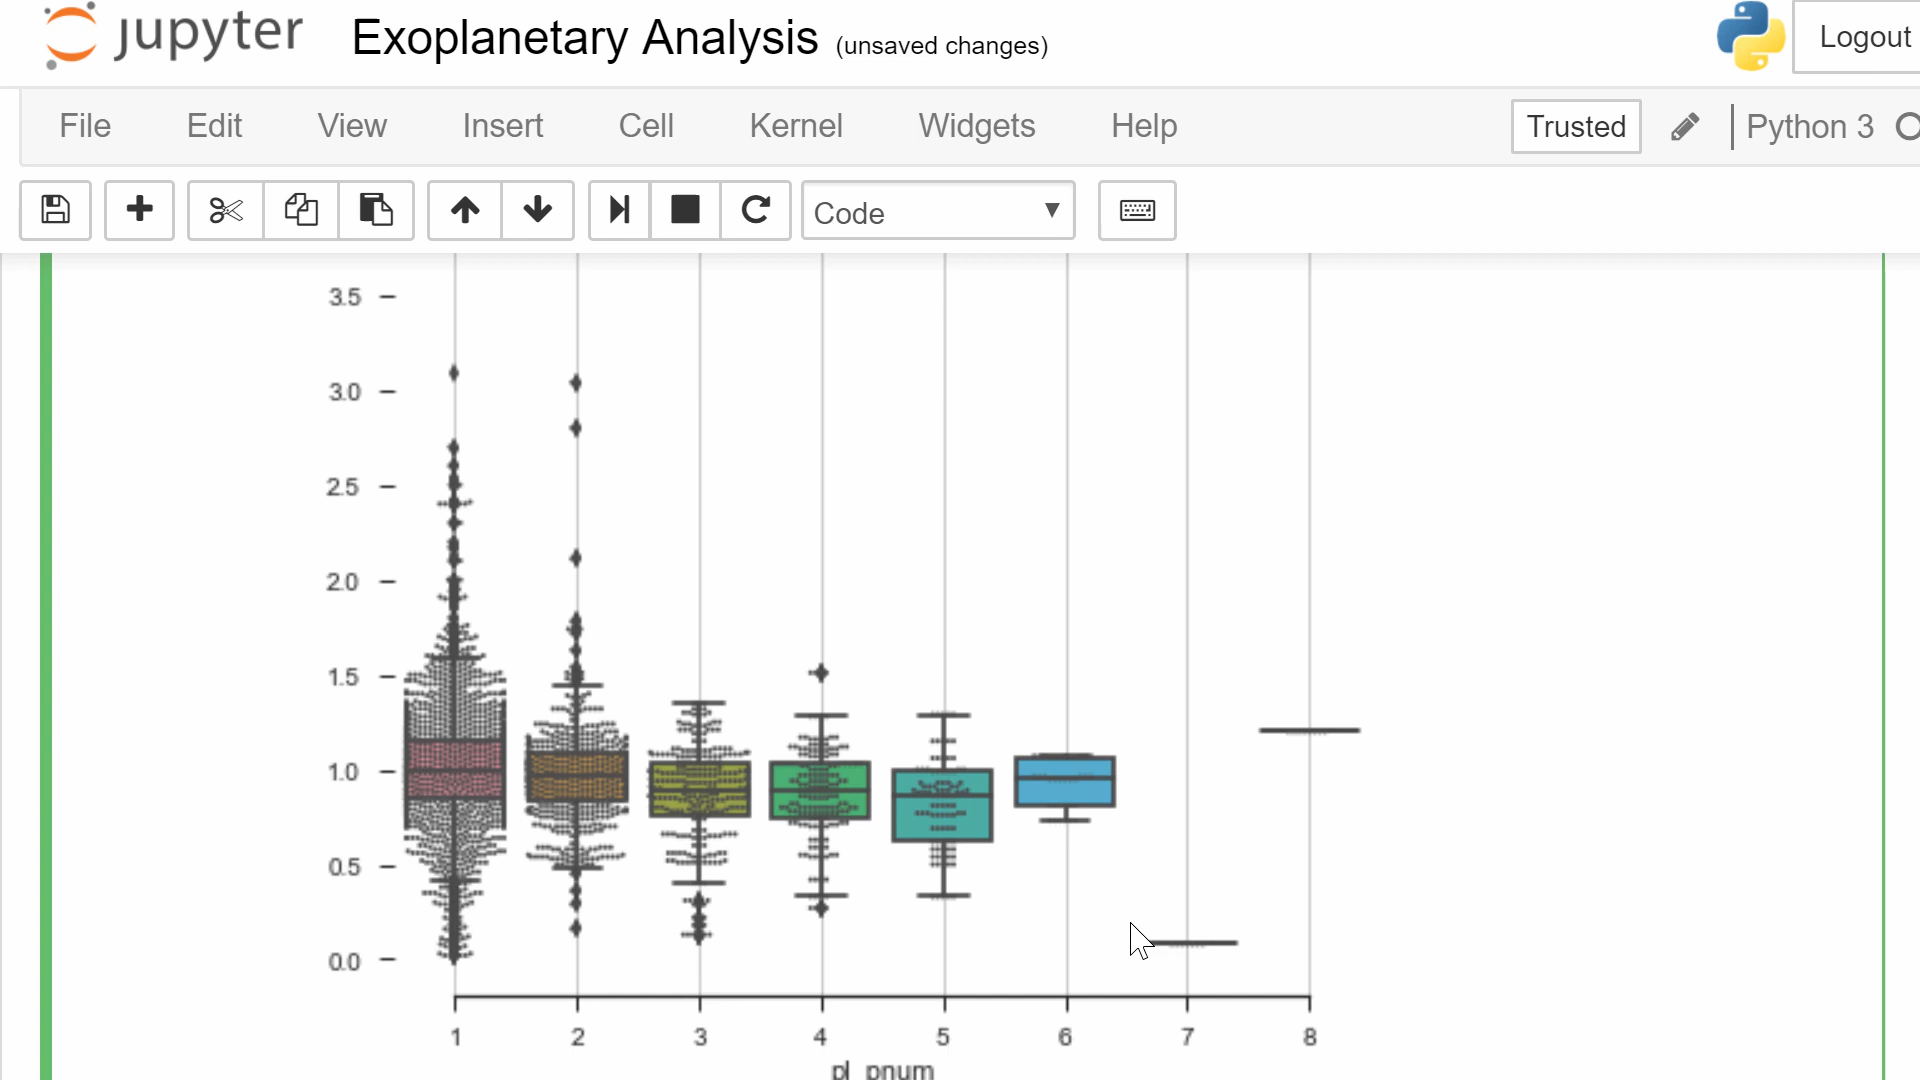 jupyter Exoplanetary Analysis (unsaved changes) Logout
File Edit View Insert Cell Kernel Widgets Help Trusted Python 3
Code
3.5
3.0
2.5
2.0
1.5
1.0
0.5
0.0
1 2 3 4 5 6 7 8
pl_pnum